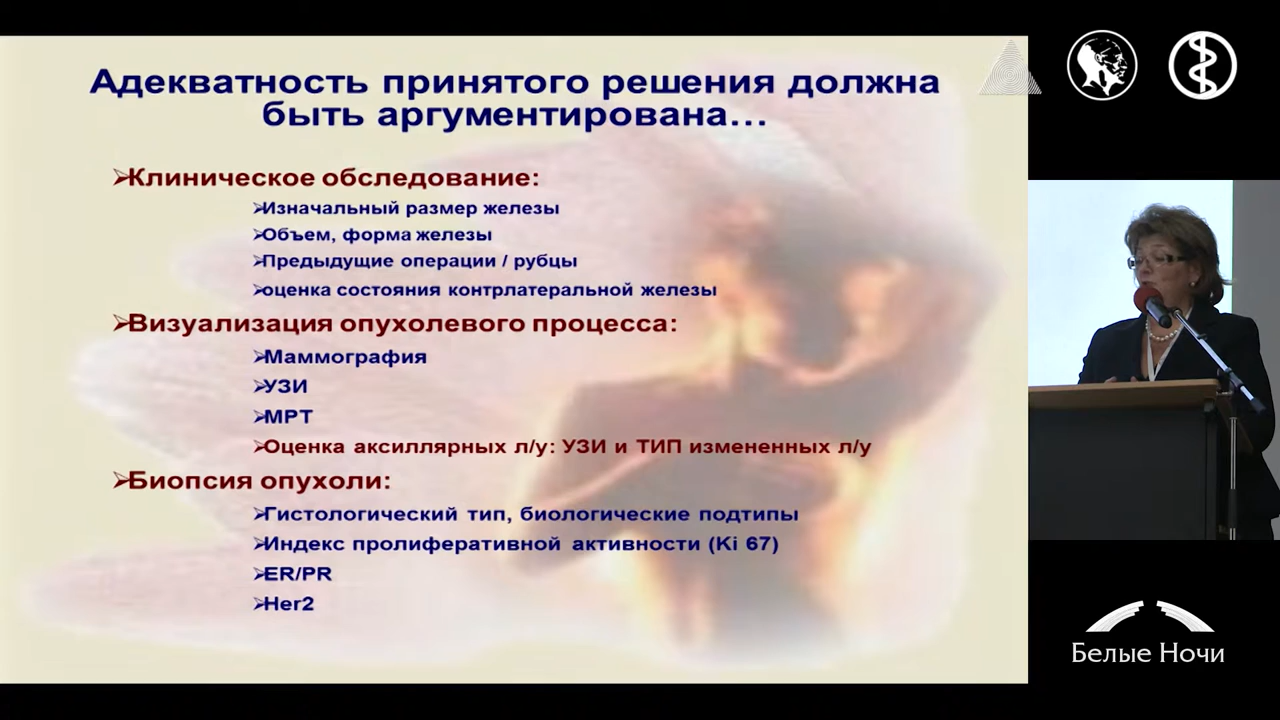 Адекватность принятого решения должна
быть аргументирована...
Клиническое обследование:
Изначальный размер железы
Объем, форма железы
Предыдущие операции / рубцы
оценка состояния контрлатеральной железы
Визуализация опухолевого процесса:
Маммография
УЗИ
МРТ
Оценка аксиллярных л/у: УЗИ и ТИП измененных л/у
Биопсия опухоли:
Гистологический тип, биологические подтипы
Индекс пролиферативной активности (Ki 67)
ER/PR
Her2
Белые Ночи